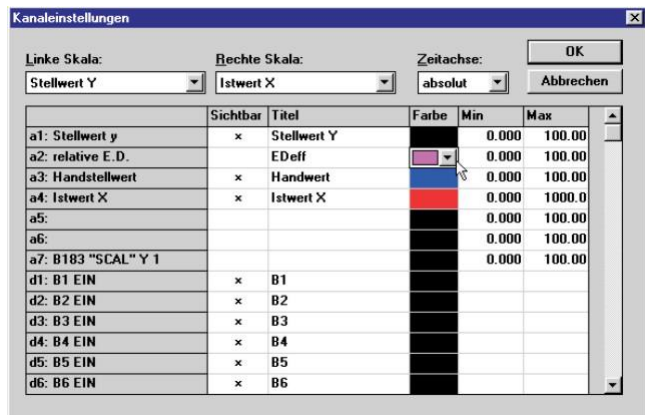 Kanaleinstellungen
Linke Skala: Rechte Skala: Zeitachse: OK
Stellwert Y Istwert X absolut Abbrechen
Sichtbar Titel Farbe Min Max
a1: Stellwert y × Stellwert Y 0.000 100.00
a2: relative E.D. EDeff 0.000 100.00
a3: Handstellwert × Handwert 0.000 100.00
a4: Istwert X × Istwert X 0.000 1000.0
a5: 0.000 100.00
a6: 0.000 100.00
a7: B183 "SCAL" Y 1 0.000 100.00
d1: B1 EIN × B1
d2: B2 EIN × B2
d3: B3 EIN × B3
d4: B4 EIN × B4
d5: B5 EIN × B5
d6: B6 EIN × B6